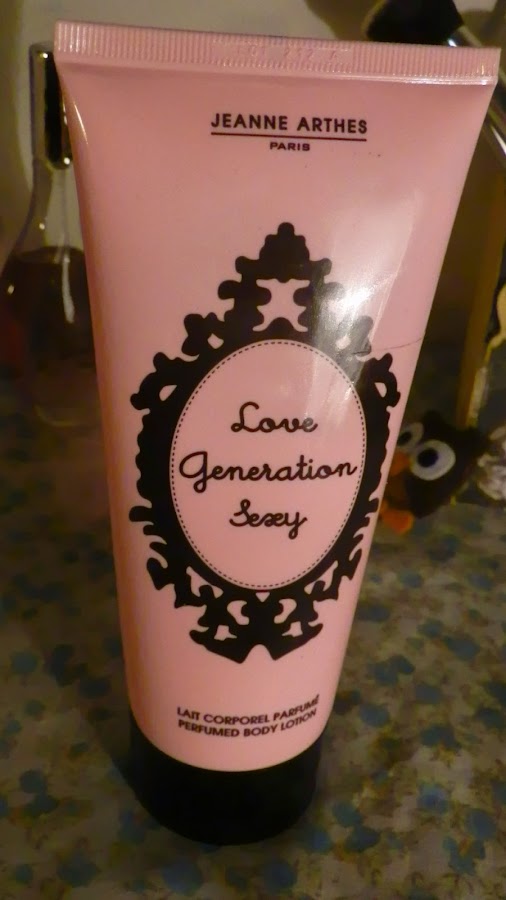 JEANNE ARTHES
PARIS
Love
Generation
Sexy
LAIT CORPOREL PARFUMÉ
PERFUMED BODY LOTION